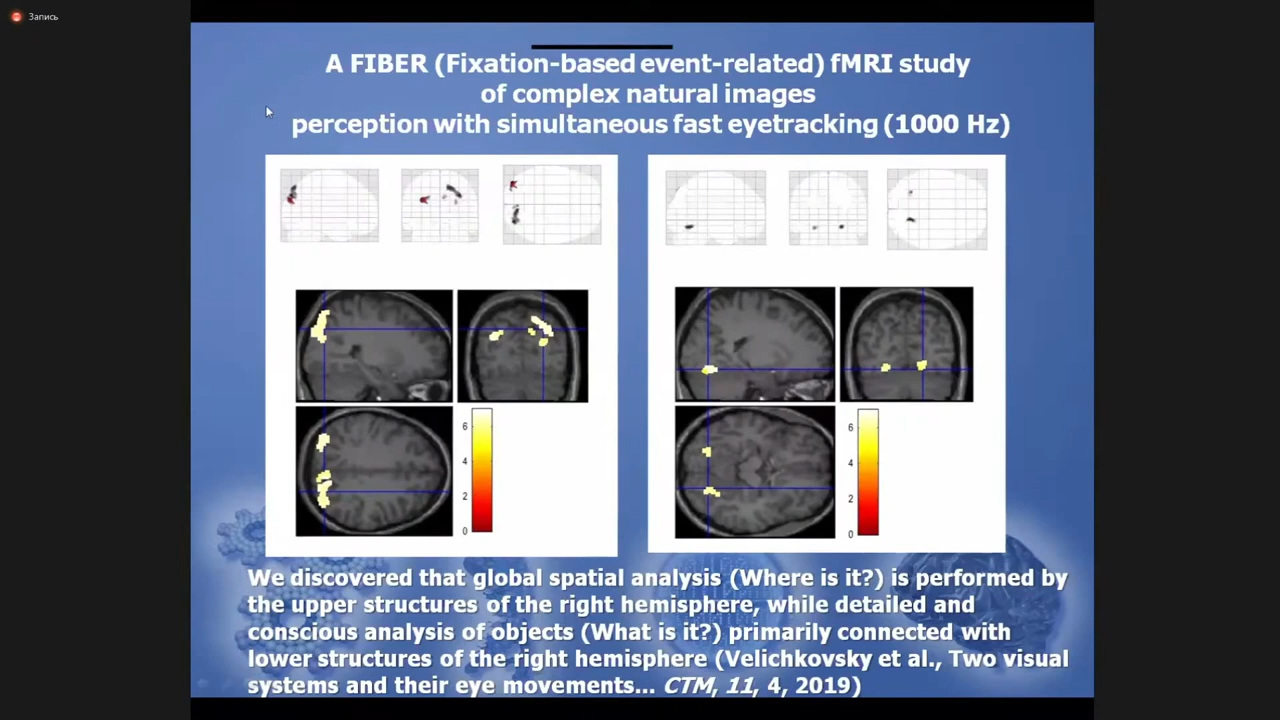 Запись
A FIBER (Fixation-based event-related) fMRI study
of complex natural images
perception with simultaneous fast eyetracking (1000 Hz)
6
4
2
0
6
4
2
0
We discovered that global spatial analysis (Where is it?) is performed by
the upper structures of the right hemisphere, while detailed and
conscious analysis of objects (What is it?) primarily connected with
lower structures of the right hemisphere (Velichkovsky et al., Two visual
systems and their eye movements... CTM, 11, 4, 2019)